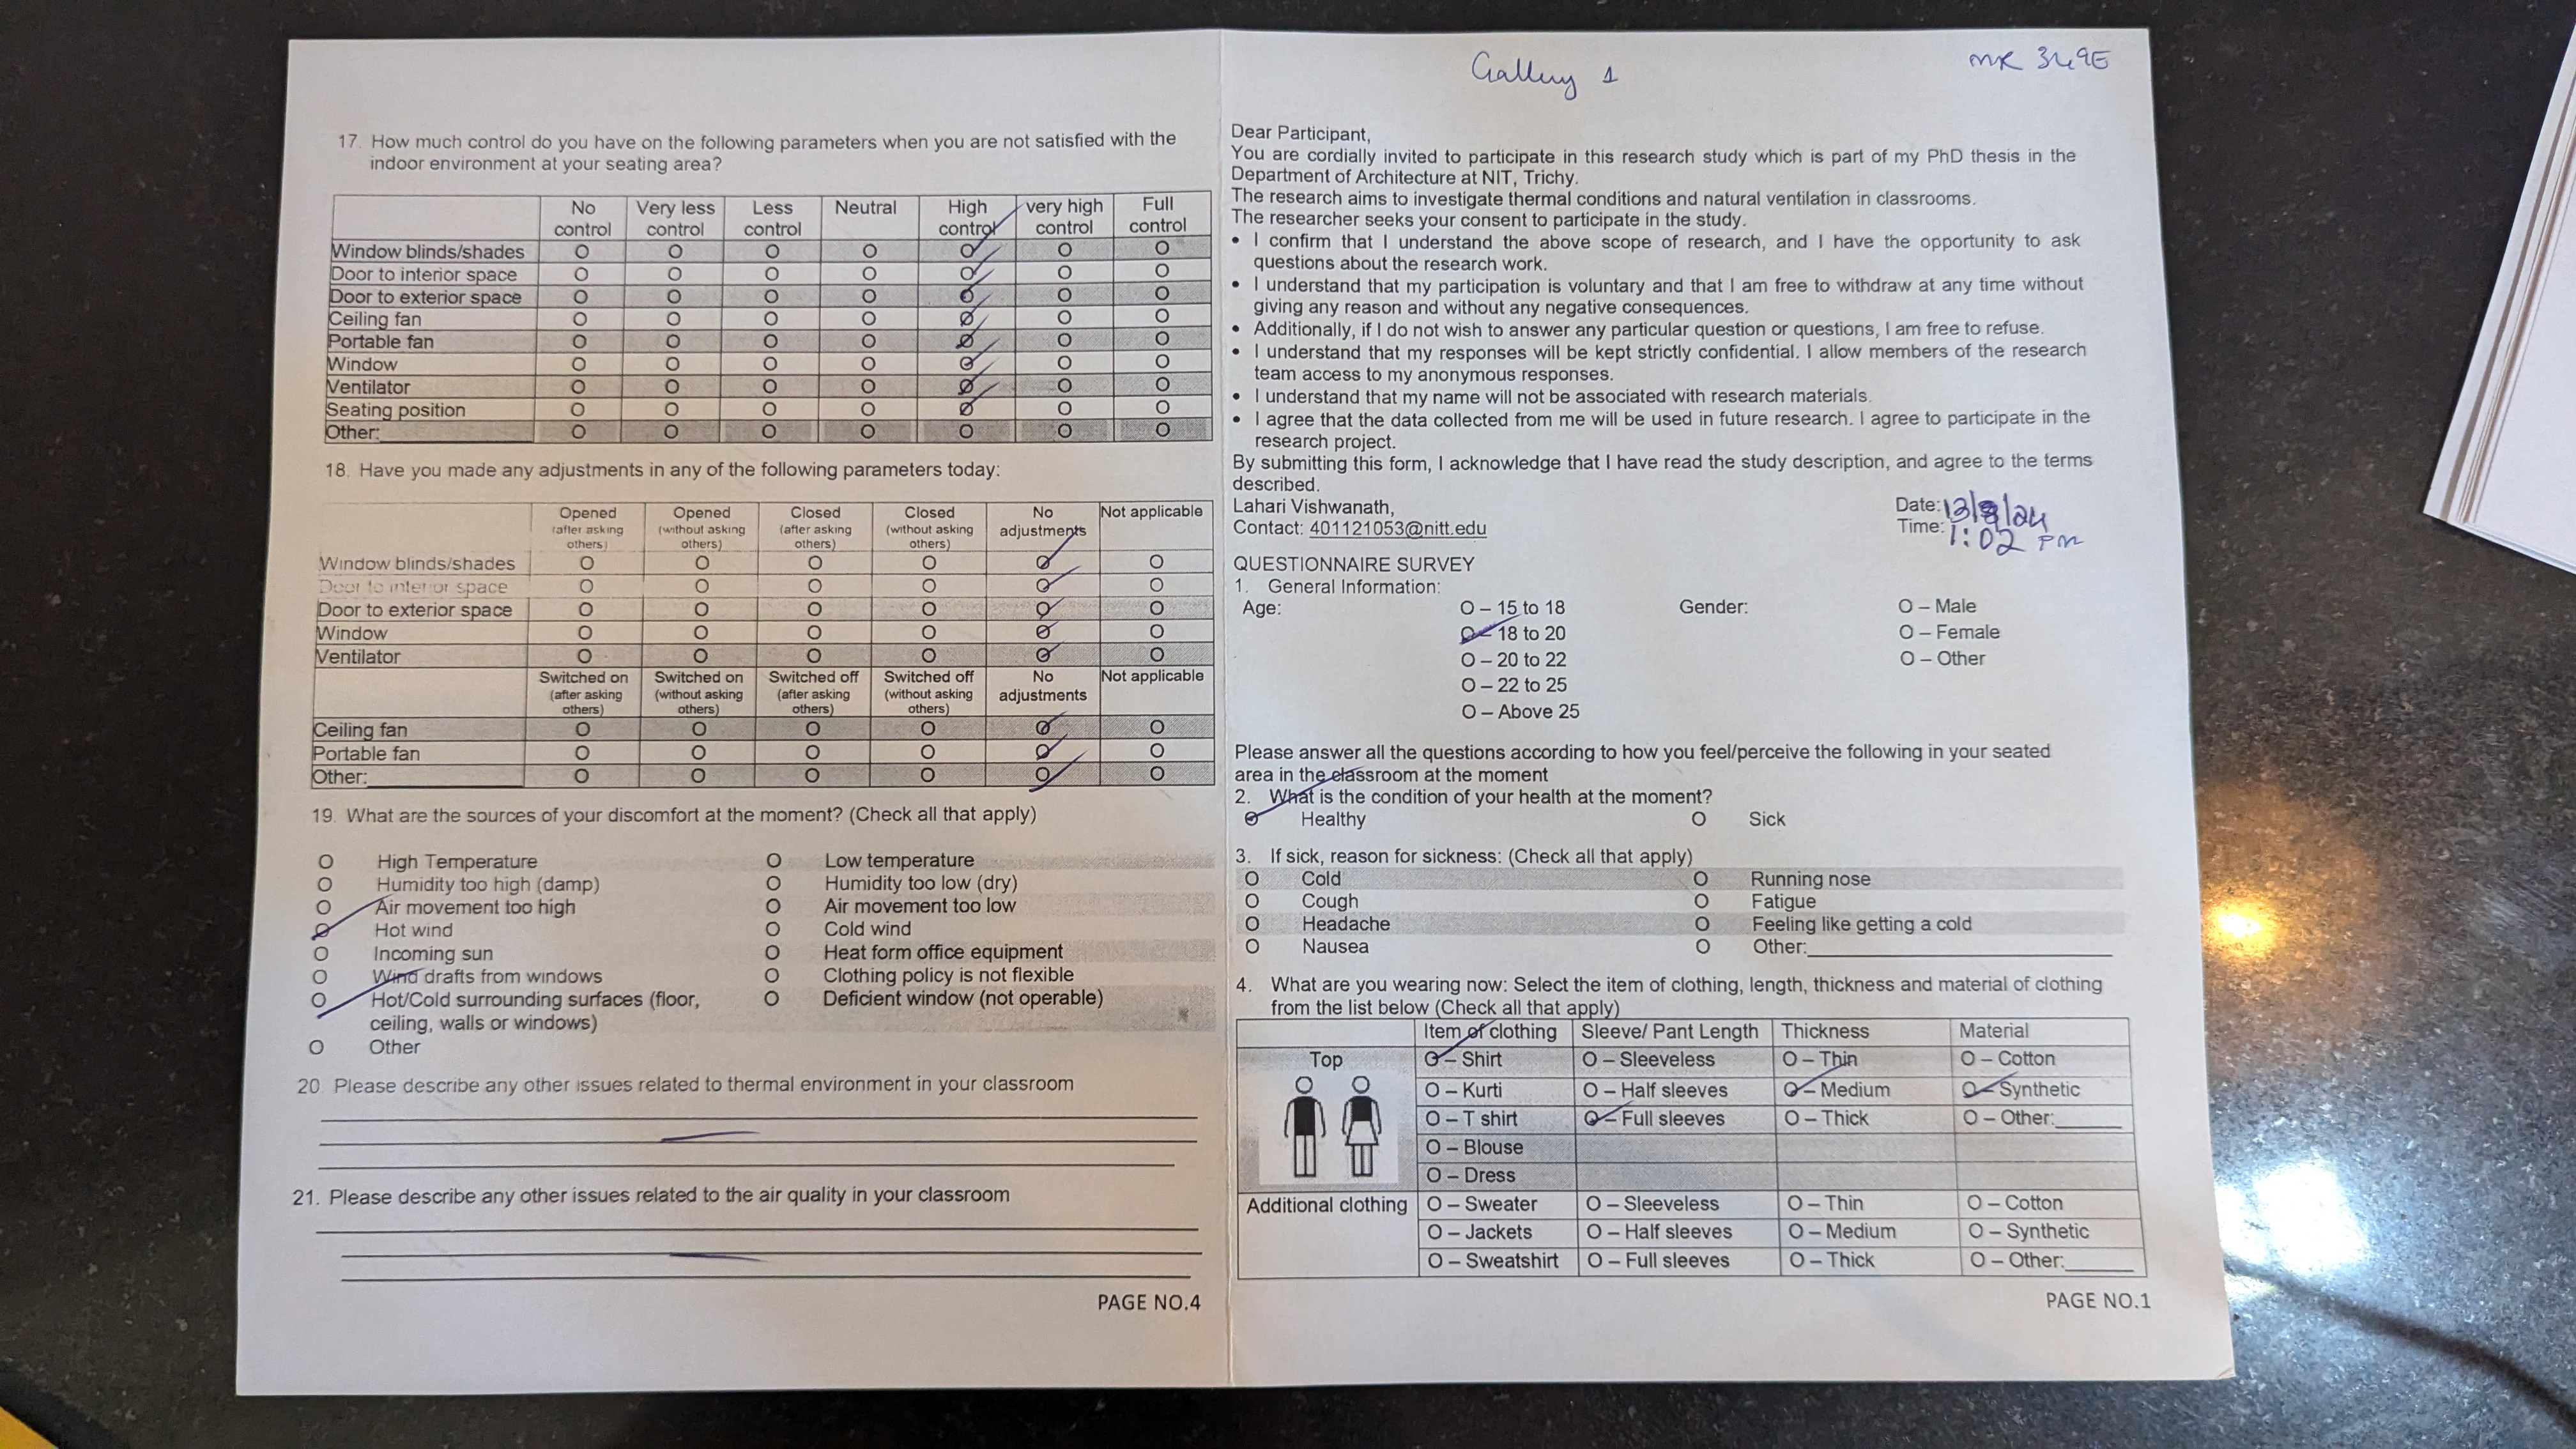 17. How much control do you have on the following parameters when you are not satisfied with the
indoor environment at your seating area?
No control Very less control Less control Neutral High control very high control Full control
Window blinds/shades O O O O O O O
Door to interior space O O O O O O O
Door to exterior space O O O O O O O
Ceiling fan O O O O O O O
Portable fan O O O O O O O
Window O O O O O O O
Ventilator O O O O O O O
Seating position O O O O O O O
Other: O O O O O O O
18. Have you made any adjustments in any of the following parameters today:
Opened (after asking others) Opened (without asking others) Closed (after asking others) Closed (without asking others) No adjustments Not applicable
Window blinds/shades O O O O O O
Door to interior space O O O O O O
Door to exterior space O O O O O O
Window O O O O O O
Ventilator O O O O O O
Switched on (after asking others) Switched on (without asking others) Switched off (after asking others) Switched off (without asking others) No adjustments Not applicable
Ceiling fan O O O O O O
Portable fan O O O O O O
Other: O O O O O O
19. What are the sources of your discomfort at the moment? (Check all that apply)
O High Temperature O Low temperature
O Humidity too high (damp) O Humidity too low (dry)
O Air movement too high O Air movement too low
O Hot wind O Cold wind
O Incoming sun O Heat form office equipment
O Wind drafts from windows O Clothing policy is not flexible
O Hot/Cold surrounding surfaces (floor, O Deficient window (not operable)
ceiling, walls or windows)
O Other
20. Please describe any other issues related to thermal environment in your classroom
21. Please describe any other issues related to the air quality in your classroom
PAGE NO.4
Gallery 1
Dear Participant,
You are cordially invited to participate in this research study which is part of my PhD thesis in the
Department of Architecture at NIT, Trichy.
The research aims to investigate thermal conditions and natural ventilation in classrooms.
The researcher seeks your consent to participate in the study.
• I confirm that I understand the above scope of research, and I have the opportunity to ask
questions about the research work.
• I understand that my participation is voluntary and that I am free to withdraw at any time without
giving any reason and without any negative consequences.
• Additionally, if I do not wish to answer any particular question or questions, I am free to refuse.
• I understand that my responses will be kept strictly confidential. I allow members of the research
team access to my anonymous responses.
• I understand that my name will not be associated with research materials.
• I agree that the data collected from me will be used in future research. I agree to participate in the
research project.
By submitting this form, I acknowledge that I have read the study description, and agree to the terms
described.
Lahari Vishwanath, Date:
Contact: 401121053@nitt.edu Time: 1:02 PM
QUESTIONNAIRE SURVEY
1. General Information:
Age: O – 15 to 18 Gender: O – Male
O – 18 to 20 O – Female
O – 20 to 22 O – Other
O – 22 to 25
O – Above 25
Please answer all the questions according to how you feel/perceive the following in your seated
area in the classroom at the moment
2. What is the condition of your health at the moment?
O Healthy O Sick
3. If sick, reason for sickness: (Check all that apply)
O Cold O Running nose
O Cough O Fatigue
O Headache O Feeling like getting a cold
O Nausea O Other:
4. What are you wearing now: Select the item of clothing, length, thickness and material of clothing
from the list below (Check all that apply)
Item of clothing Sleeve/ Pant Length Thickness Material
Top O – Shirt O – Sleeveless O – Thin O – Cotton
O – Kurti O – Half sleeves O – Medium O – Synthetic
O – T shirt O – Full sleeves O – Thick O – Other:
O – Blouse
O – Dress
Additional clothing O – Sweater O – Sleeveless O – Thin O – Cotton
O – Jackets O – Half sleeves O – Medium O – Synthetic
O – Sweatshirt O – Full sleeves O – Thick O – Other:
PAGE NO.1